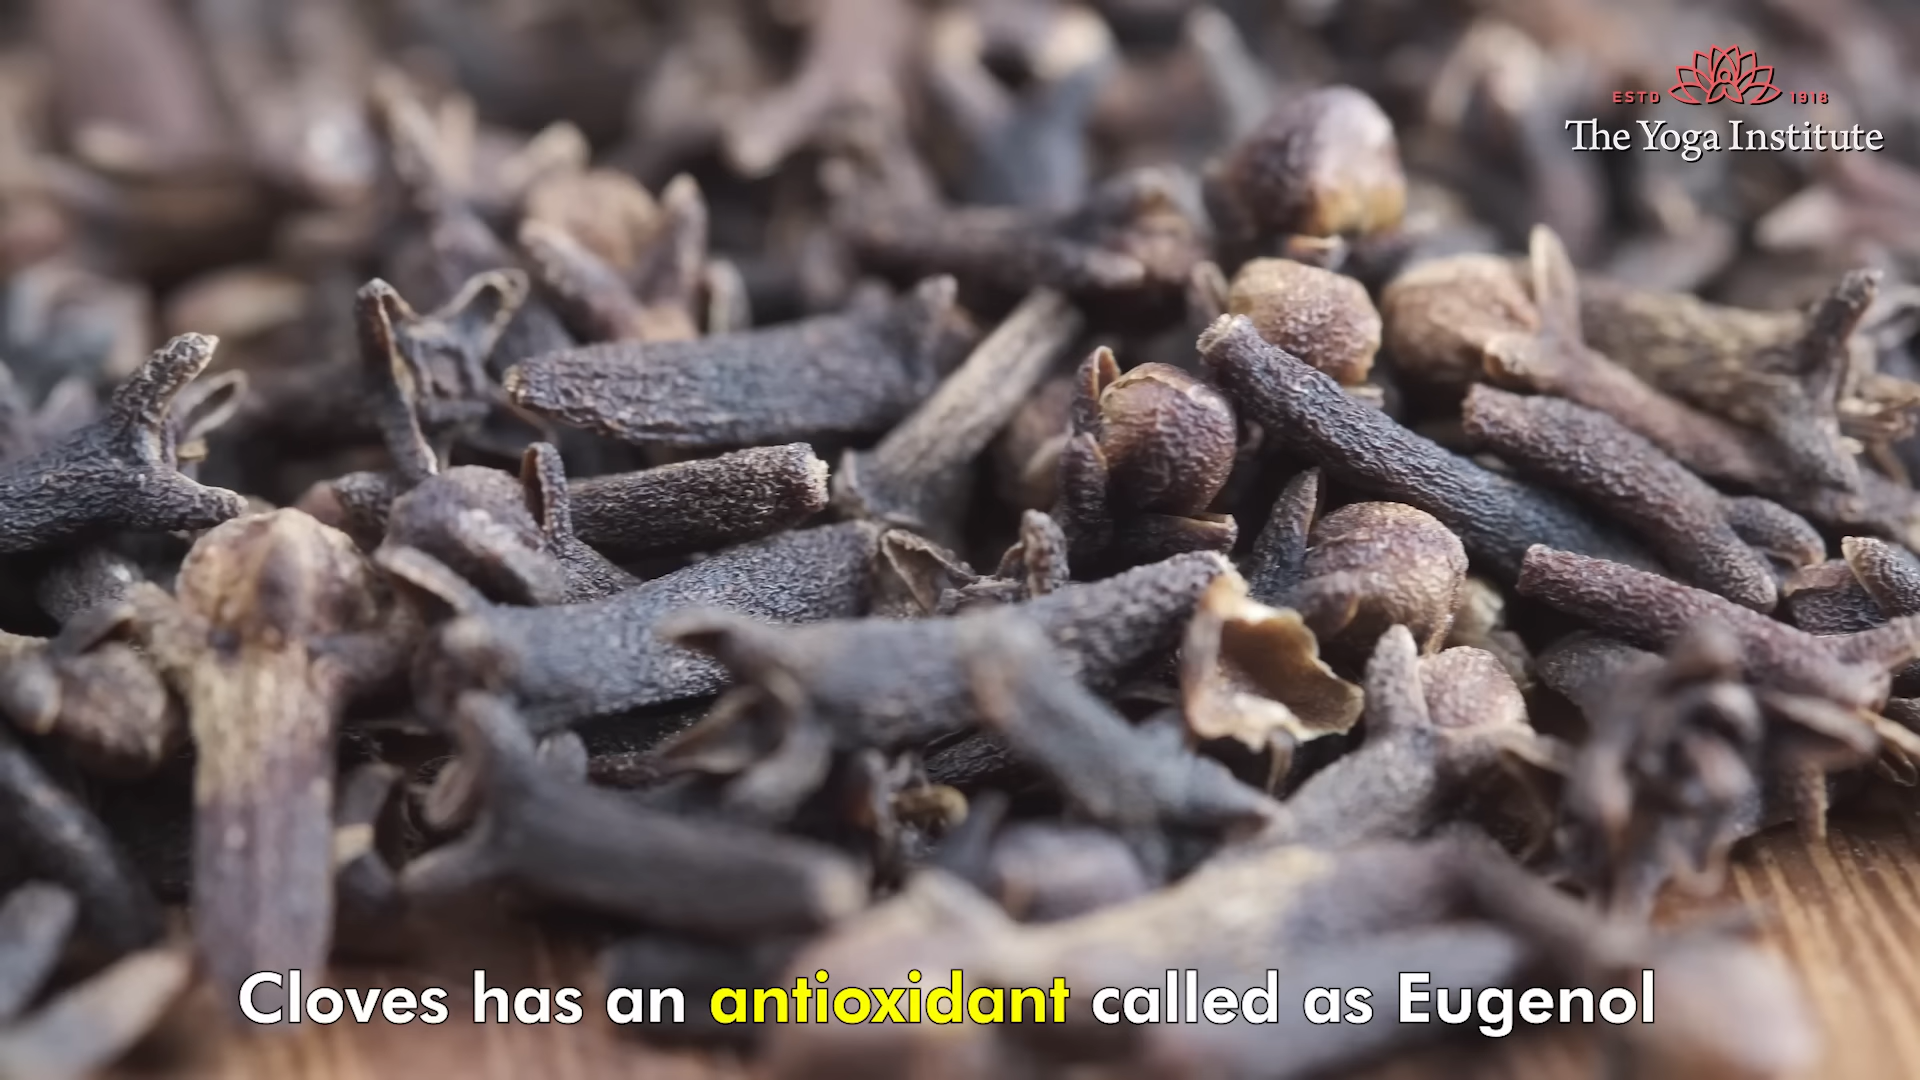 ESTD 1918
The Yoga Institute
Cloves has an antioxidant called as Eugenol